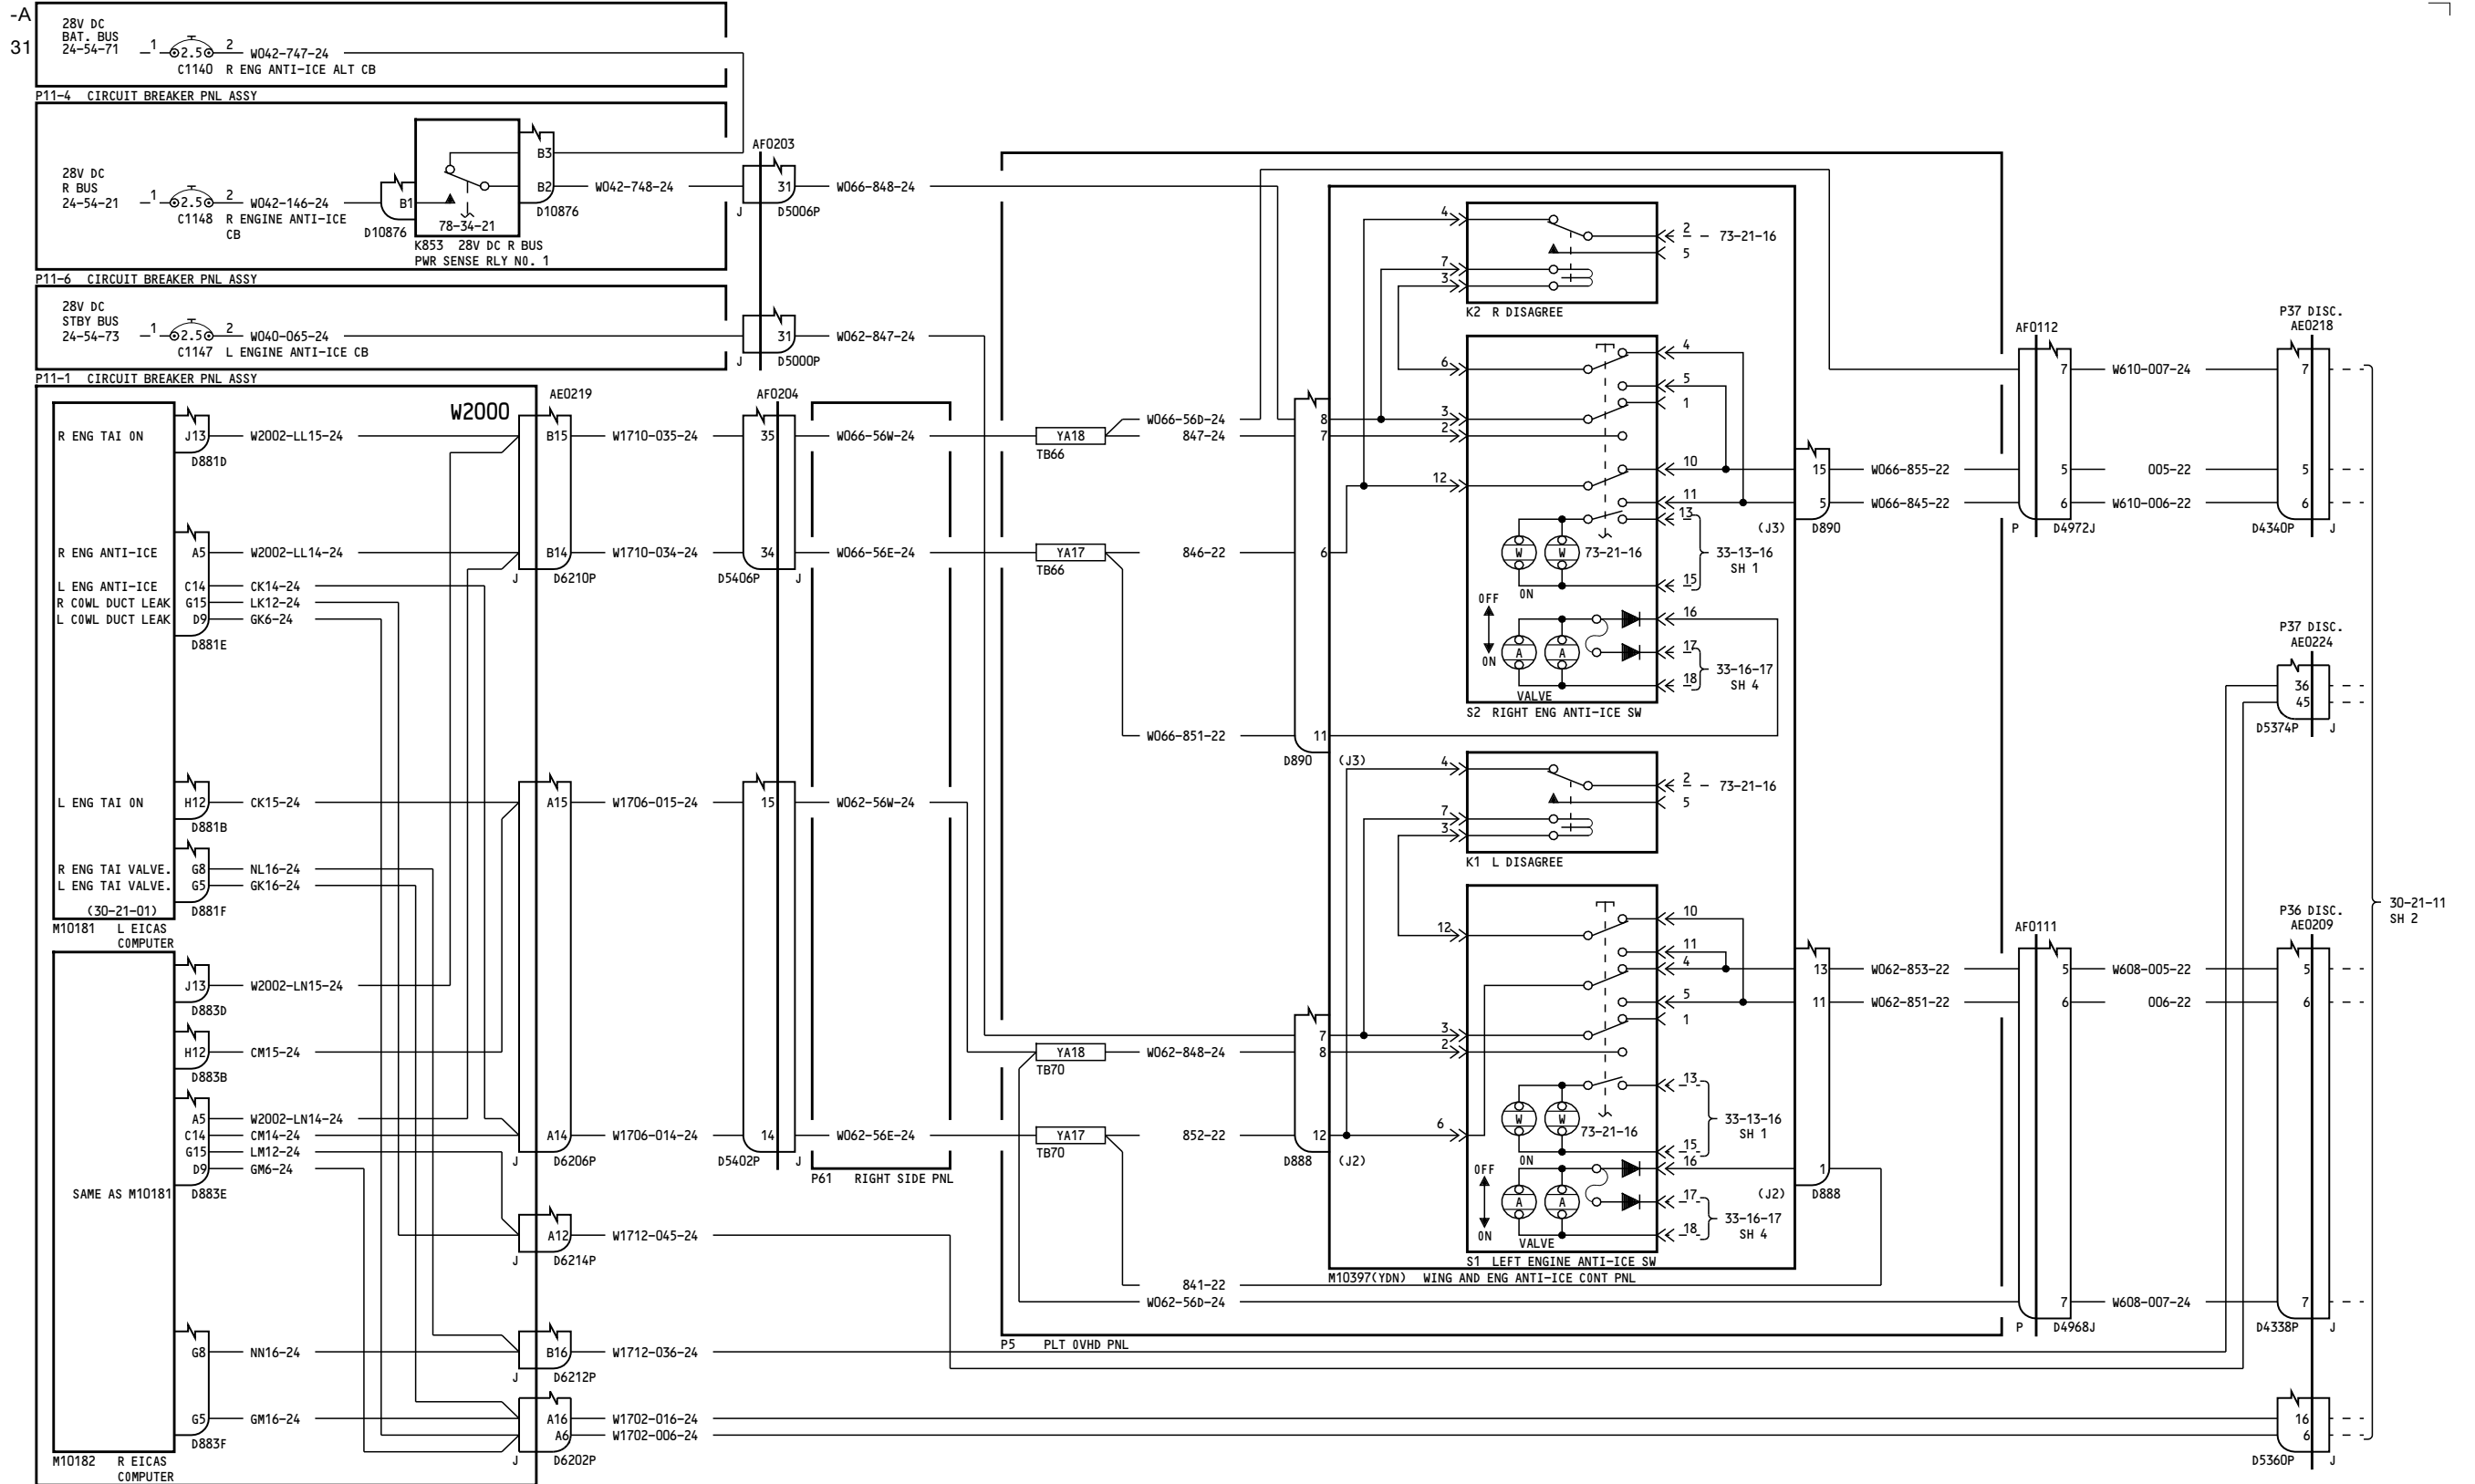 -A
31
28V DC
BAT. BUS
24-54-71
1
2.5
2
W042-747-24
C1140 R ENG ANTI-ICE ALT CB
P11-4 CIRCUIT BREAKER PNL ASSY
28V DC
R BUS
24-54-21
1
2.5
2
W042-146-24
C1148 R ENGINE ANTI-ICE
CB
D10876
B1
78-34-21
K853 28V DC R BUS
PWR SENSE RLY NO. 1
B3
B2
D10876
W042-748-24
P11-6 CIRCUIT BREAKER PNL ASSY
28V DC
STBY BUS
24-54-73
1
2.5
2
W040-065-24
C1147 L ENGINE ANTI-ICE CB
P11-1 CIRCUIT BREAKER PNL ASSY
AF0203
31
J
D5006P
W066-848-24
31
J
D5000P
W062-847-24
W2000
R ENG TAI ON
J13
W2002-LL15-24
D881D
R ENG ANTI-ICE
A5
W2002-LL14-24
L ENG ANTI-ICE
C14
CK14-24
R COWL DUCT LEAK
G15
LK12-24
L COWL DUCT LEAK
D9
GK6-24
D881E
L ENG TAI ON
H12
CK15-24
D881B
R ENG TAI VALVE.
G8
NL16-24
L ENG TAI VALVE.
G5
GK16-24
(30-21-01)
D881F
M10181 L EICAS
COMPUTER
J13
W2002-LN15-24
D883D
H12
CM15-24
D883B
A5
W2002-LN14-24
C14
CM14-24
G15
LM12-24
D9
GM6-24
SAME AS M10181
D883E
G8
NN16-24
G5
GM16-24
D883F
M10182 R EICAS
COMPUTER
AE0219
B15
W1710-035-24
B14
W1710-034-24
J
D6210P
A15
W1706-015-24
A14
W1706-014-24
J
D6206P
A12
W1712-045-24
J
D6214P
B16
W1712-036-24
J
D6212P
A16
W1702-016-24
A6
W1702-006-24
J
D6202P
AF0204
35
W066-56W-24
34
W066-56E-24
D5406P
J
15
W062-56W-24
14
W062-56E-24
D5402P
J
P61 RIGHT SIDE PNL
YA18
TB66
W066-56D-24
847-24
YA17
TB66
846-22
W066-851-22
YA18
TB70
W062-848-24
YA17
TB70
852-22
841-22
W062-56D-24
P5 PLT OVHD PNL
8
7
6
11
D890
(J3)
7
8
12
D888
(J2)
4
7
3
2
5
73-21-16
K2 R DISAGREE
6
3
2
12
4
5
1
10
11
13
15
16
17
18
W
W
73-21-16
ON
33-13-16
SH 1
OFF
ON
A
A
VALVE
33-16-17
SH 4
S2 RIGHT ENG ANTI-ICE SW
4
7
3
2
5
73-21-16
K1 L DISAGREE
12
3
2
6
10
11
4
5
1
13
15
16
17
18
W
W
73-21-16
ON
33-13-16
SH 1
OFF
ON
A
A
VALVE
33-16-17
SH 4
S1 LEFT ENGINE ANTI-ICE SW
M10397(YDN) WING AND ENG ANTI-ICE CONT PNL
15
W066-855-22
5
W066-845-22
(J3)
D890
13
W062-853-22
11
W062-851-22
1
(J2)
D888
AF0112
7
W610-007-24
5
005-22
6
W610-006-22
P
D4972J
AF0111
5
W608-005-22
6
006-22
7
W608-007-24
P
D4968J
P37 DISC.
AE0218
7
5
6
D4340P
J
P37 DISC.
AE0224
36
45
D5374P
J
P36 DISC.
AE0209
5
6
7
D4338P
J
16
6
D5360P
J
30-21-11
SH 2